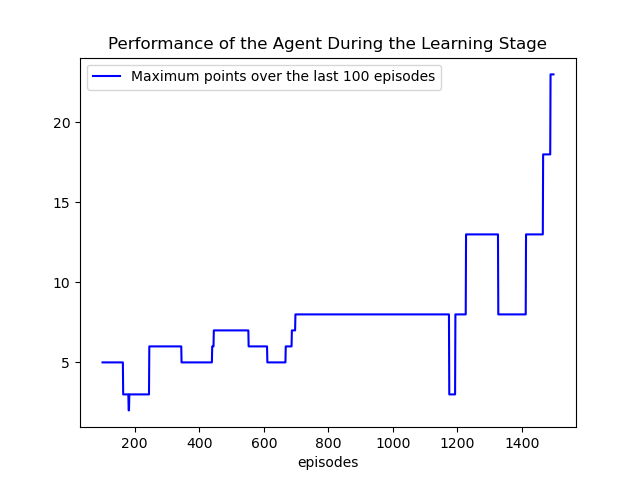 Performance of the Agent During the Learning Stage
Maximum points over the last 100 episodes
20
15
10
5
200 400 600 800 1000 1200 1400
episodes